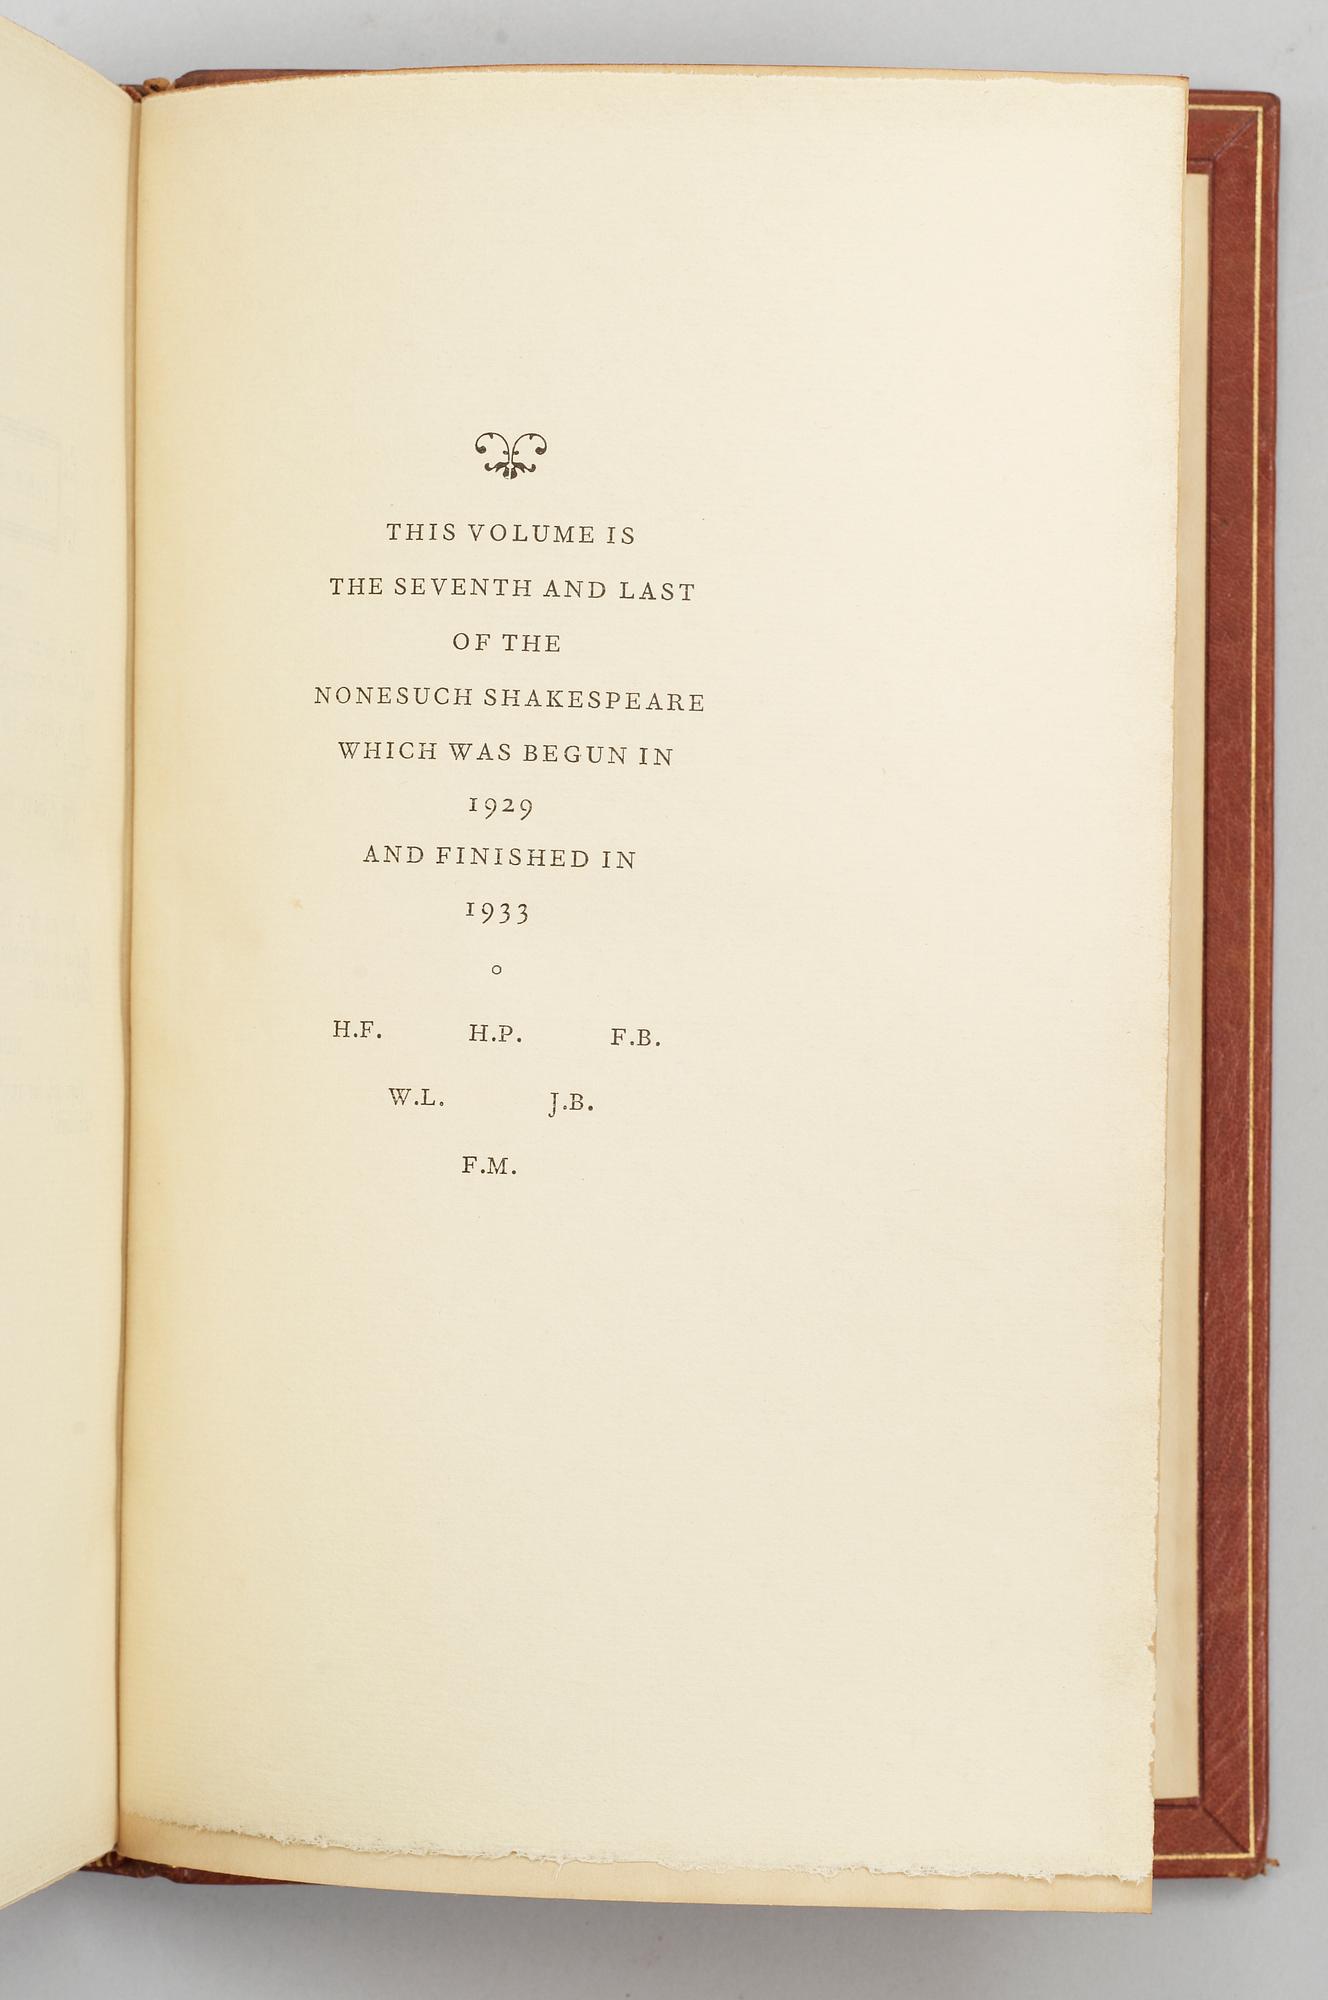 THIS VOLUME IS
THE SEVENTH AND LAST
OF THE
NONESUCH SHAKESPEARE
WHICH WAS BEGUN IN
1929
AND FINISHED IN
1933
H.F. H.P. F.B.
W.L. J.B.
F.M.